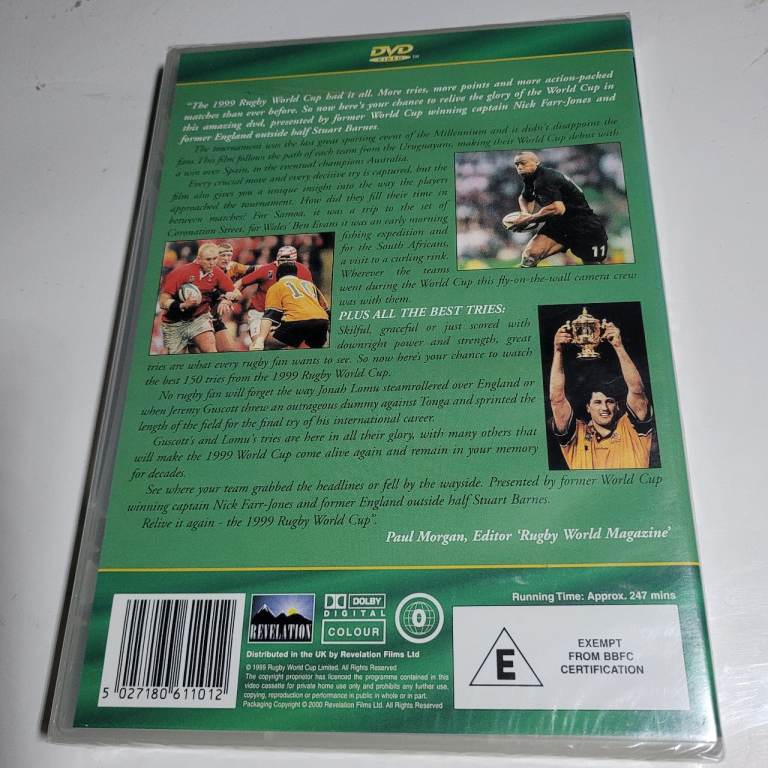 DVD
VIDEO
TM
“The 1999 Rugby World Cup had it all. More tries, more points and more action-packed
matches than ever before. So now here's your chance to relive the glory of the World Cup in
this amazing dvd, presented by former World Cup winning captain Nick Farr-Jones and
former England outside half Stuart Barnes.
The tournament was the last great sporting event of the Millennium and it didn't disappoint the
fans. This film follows the path of each team from the Uruguayans, making their World Cup debut with
a win over Spain, to the eventual champions Australia.
Every crucial move and every decisive try is captured, but the
film also gives you a unique insight into the way the players
approached the tournament. How did they fill their time in
between matches? For Samoa, it was a trip to the set of
Coronation Street, for Wales' Ben Evans it was an early morning
fishing expedition and
for the South Africans,
a visit to a curling rink.
Wherever the teams
went during the World Cup this fly-on-the-wall camera crew
was with them.
PLUS ALL THE BEST TRIES:
Skilful, graceful or just scored with
downright power and strength, great
tries are what every rugby fan wants to see. So now here's your chance to watch
the best 150 tries from the 1999 Rugby World Cup.
No rugby fan will forget the way Jonah Lomu steamrollered over England or
when Jeremy Guscott threw an outrageous dummy against Tonga and sprinted the
length of the field for the final try of his international career.
Guscott's and Lomu's tries are here in all their glory, with many others that
will make the 1999 World Cup come alive again and remain in your memory
for decades.
See where your team grabbed the headlines or fell by the wayside. Presented by former World Cup
winning captain Nick Farr-Jones and former England outside half Stuart Barnes.
Relive it again - the 1999 Rugby World Cup”.
Paul Morgan, Editor ‘Rugby World Magazine’
11
10
Running Time: Approx. 247 mins
REVELATION
DOLBY
DIGITAL
COLOUR
0
E
EXEMPT
FROM BBFC
CERTIFICATION
Distributed in the UK by Revelation Films Ltd
© 1999 Rugby World Cup Limited. All Rights Reserved
The copyright proprietor has licenced the programme contained in this
video cassette for private home use only and prohibits any further use,
copying, reproduction or performance in public in whole or in part.
Packaging Copyright © 2000 Revelation Films Ltd. All Rights Reserved
5 027180 611012